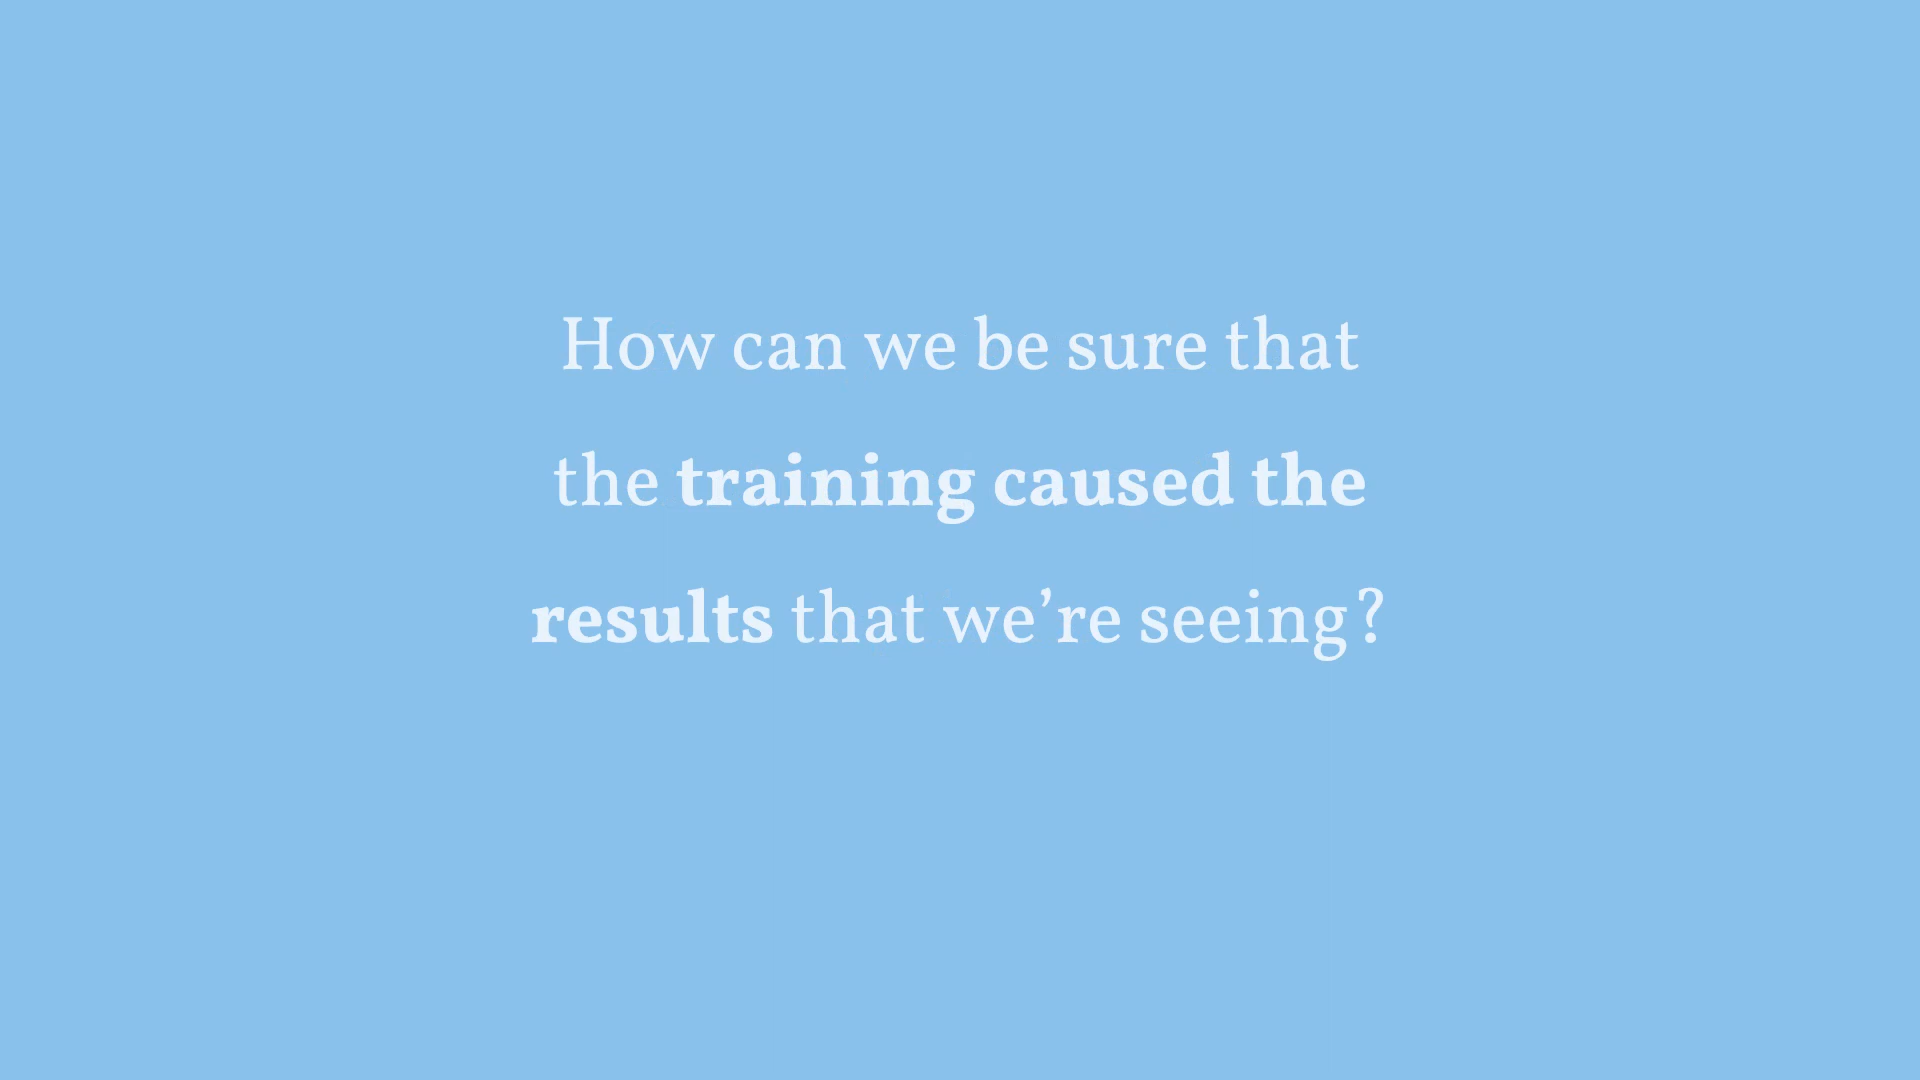 How can we be sure that
the training caused the
results that we’re seeing?